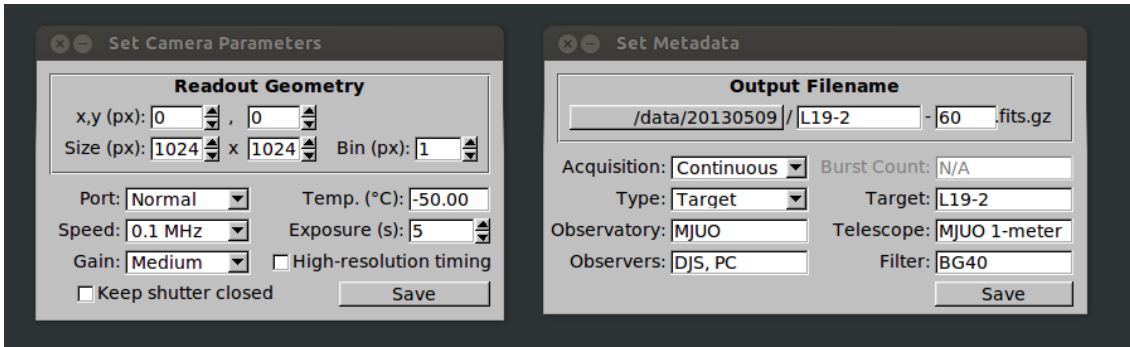 Set Camera Parameters
Readout Geometry
x,y (px): 0 , 0
Size (px): 1024 x 1024 Bin (px): 1
Port: Normal Temp. (°C): -50.00
Speed: 0.1 MHz Exposure (s): 5
Gain: Medium High-resolution timing
Keep shutter closed Save
Set Metadata
Output Filename
/data/20130509 / L19-2 - 60 .fits.gz
Acquisition: Continuous Burst Count: N/A
Type: Target Target: L19-2
Observatory: MJUO Telescope: MJUO 1-meter
Observers: DJS, PC Filter: BG40
Save